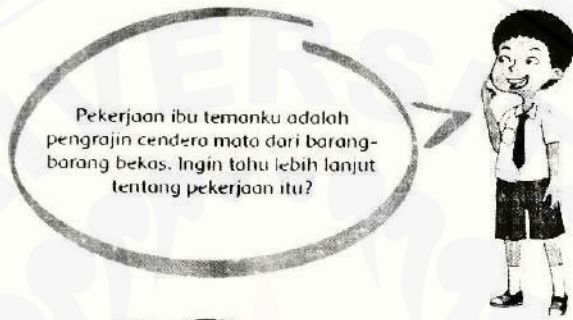 Pekerjaan ibu temanku adalah
pengrajin cendera mata dari barang-
barang bekas. Ingin tahu lebih lanjut
tentang pekerjaan itu?